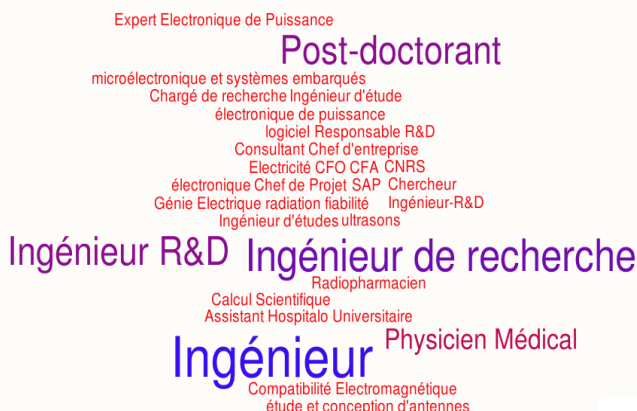 Expert Electronique de Puissance
Post-doctorant
microélectronique et systèmes embarqués
Chargé de recherche Ingénieur d'étude
électronique de puissance
logiciel Responsable R&D
Consultant Chef d'entreprise
Electricité CFO CFA CNRS
électronique Chef de Projet SAP Chercheur
Génie Electrique radiation fiabilité Ingénieur-R&D
Ingénieur d'études ultrasons
Ingénieur R&D Ingénieur de recherche
Radiopharmacien
Calcul Scientifique
Assistant Hospitalo Universitaire
Ingénieur Physicien Médical
Compatibilité Electromagnétique
étude et conception d'antennes